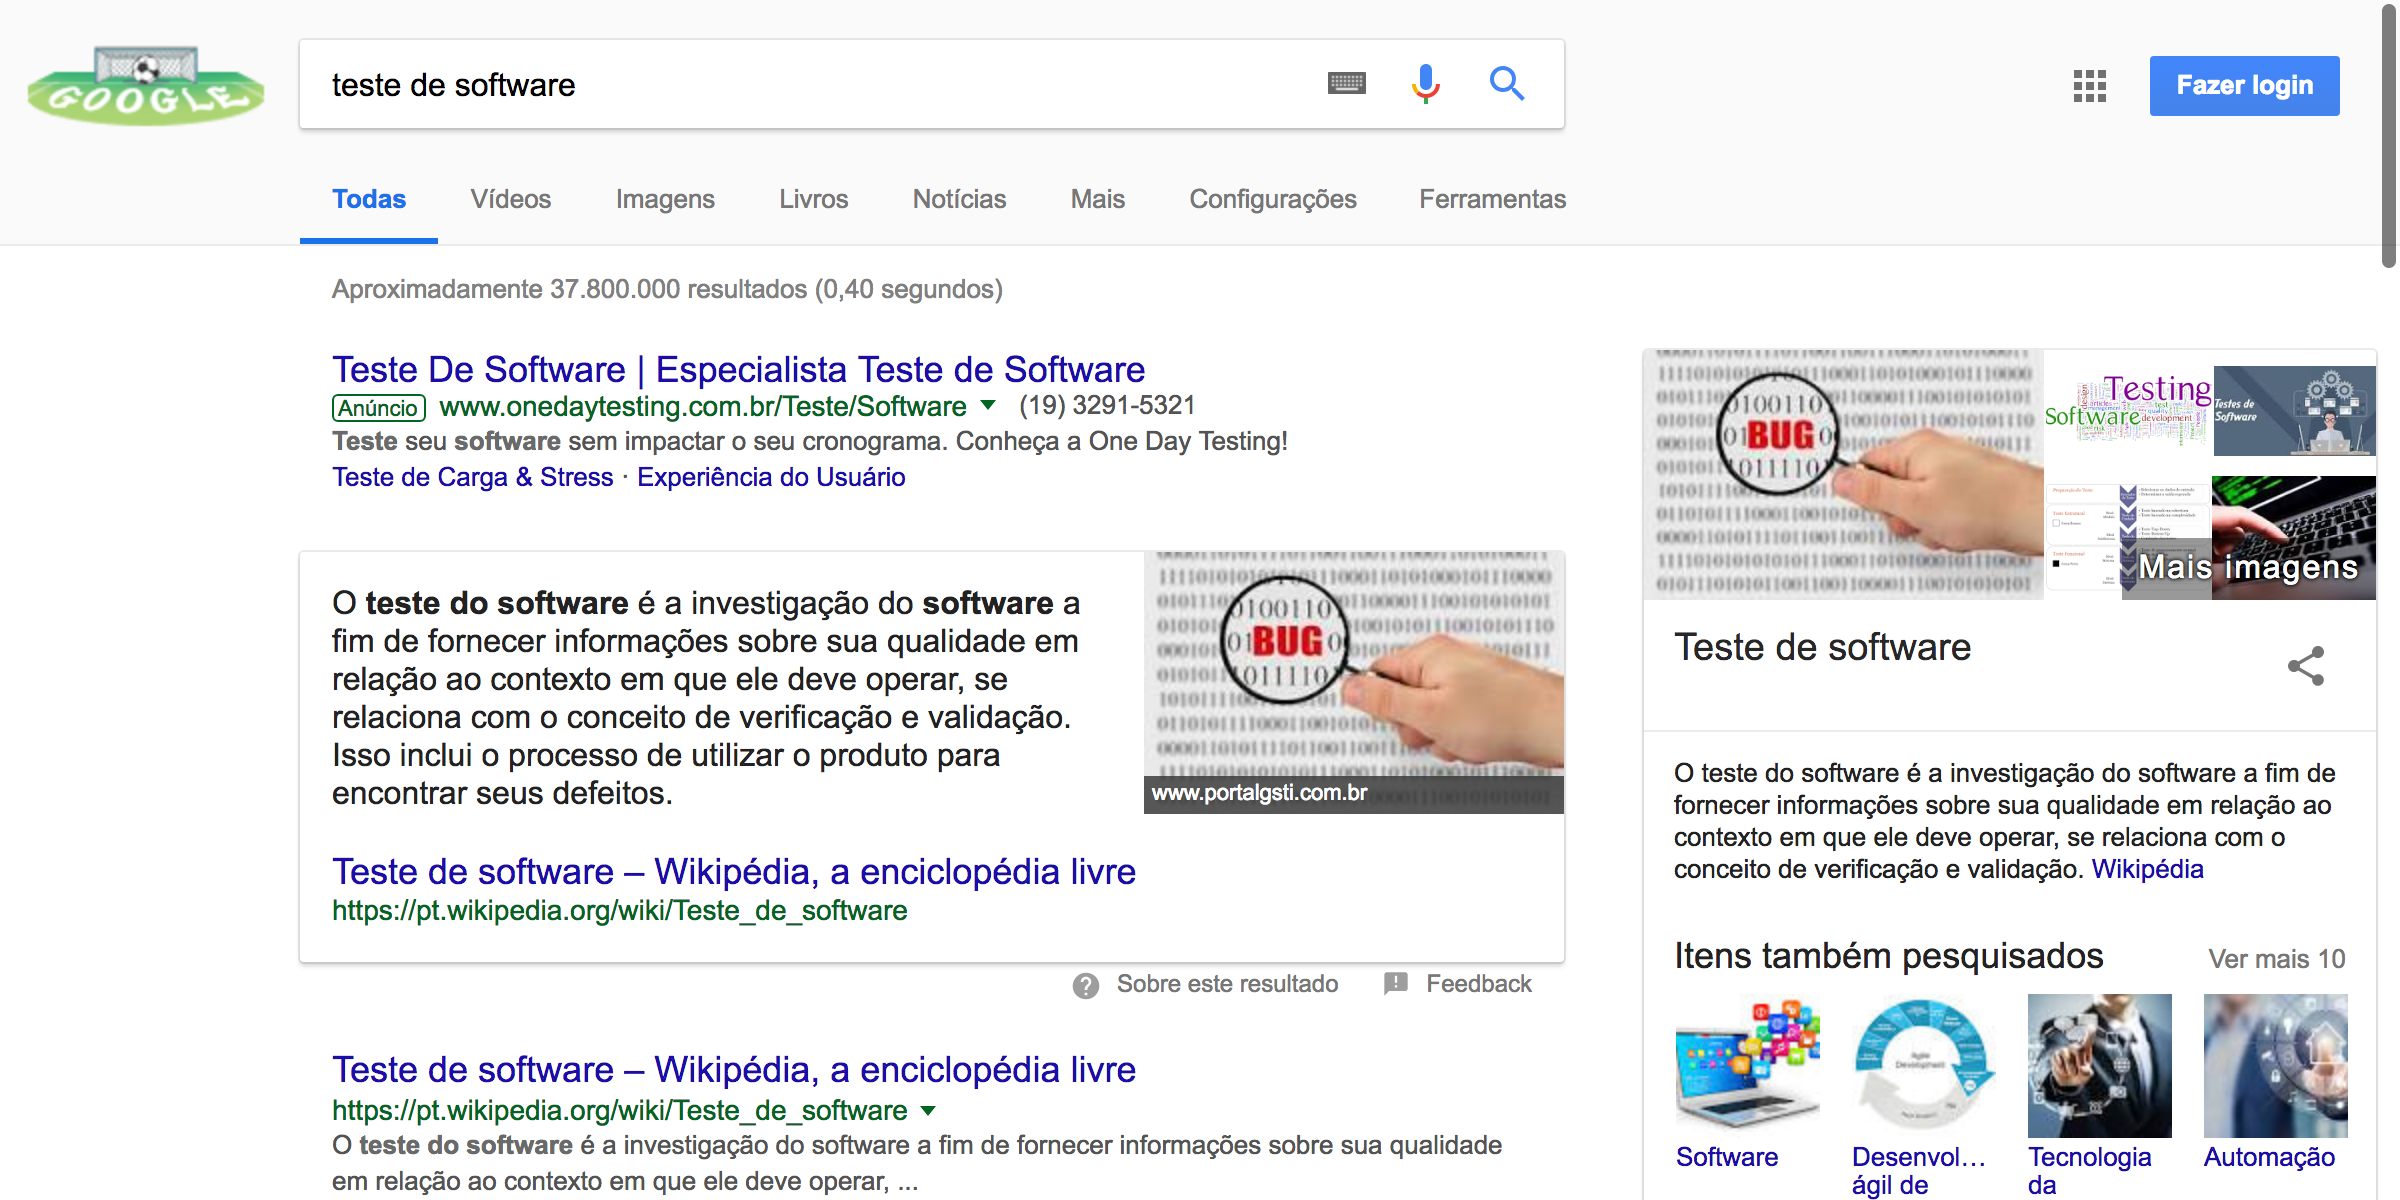 GOOGLE
teste de software
Fazer login
Todas Vídeos Imagens Livros Notícias Mais Configurações Ferramentas
Aproximadamente 37.800.000 resultados (0,40 segundos)
Teste De Software | Especialista Teste de Software
Anúncio www.onedaytesting.com.br/Teste/Software (19) 3291-5321
Teste seu software sem impactar o seu cronograma. Conheça a One Day Testing!
Teste de Carga & Stress · Experiência do Usuário
O teste do software é a investigação do software a
fim de fornecer informações sobre sua qualidade em
relação ao contexto em que ele deve operar, se
relaciona com o conceito de verificação e validação.
Isso inclui o processo de utilizar o produto para
encontrar seus defeitos.
BUG
www.portalgsti.com.br
Teste de software – Wikipédia, a enciclopédia livre
https://pt.wikipedia.org/wiki/Teste_de_software
Sobre este resultado Feedback
Teste de software – Wikipédia, a enciclopédia livre
https://pt.wikipedia.org/wiki/Teste_de_software
O teste do software é a investigação do software a fim de fornecer informações sobre sua qualidade
em relação ao contexto em que ele deve operar, ...
BUG
Testing
Software development
Testes de
Software
Mais imagens
Teste de software
O teste do software é a investigação do software a fim de
fornecer informações sobre sua qualidade em relação ao
contexto em que ele deve operar, se relaciona com o
conceito de verificação e validação. Wikipédia
Itens também pesquisados Ver mais 10
Agile
Development
Software Desenvol... Tecnologia Automação
ágil de da